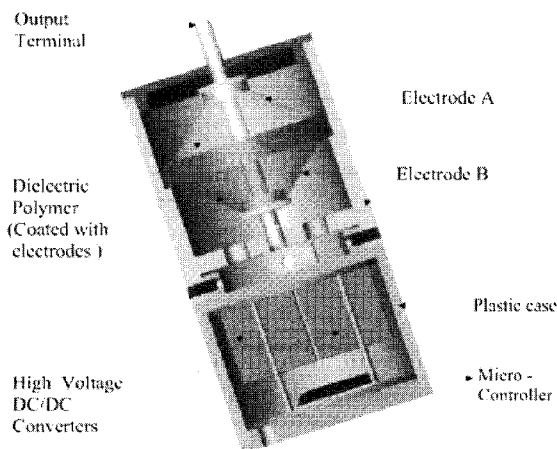 Output
Terminal
Electrode A
Electrode B
Dielectric
Polymer
(Coated with
electrodes )
Plastic case
High Voltage
DC/DC
Converters
Micro -
Controller